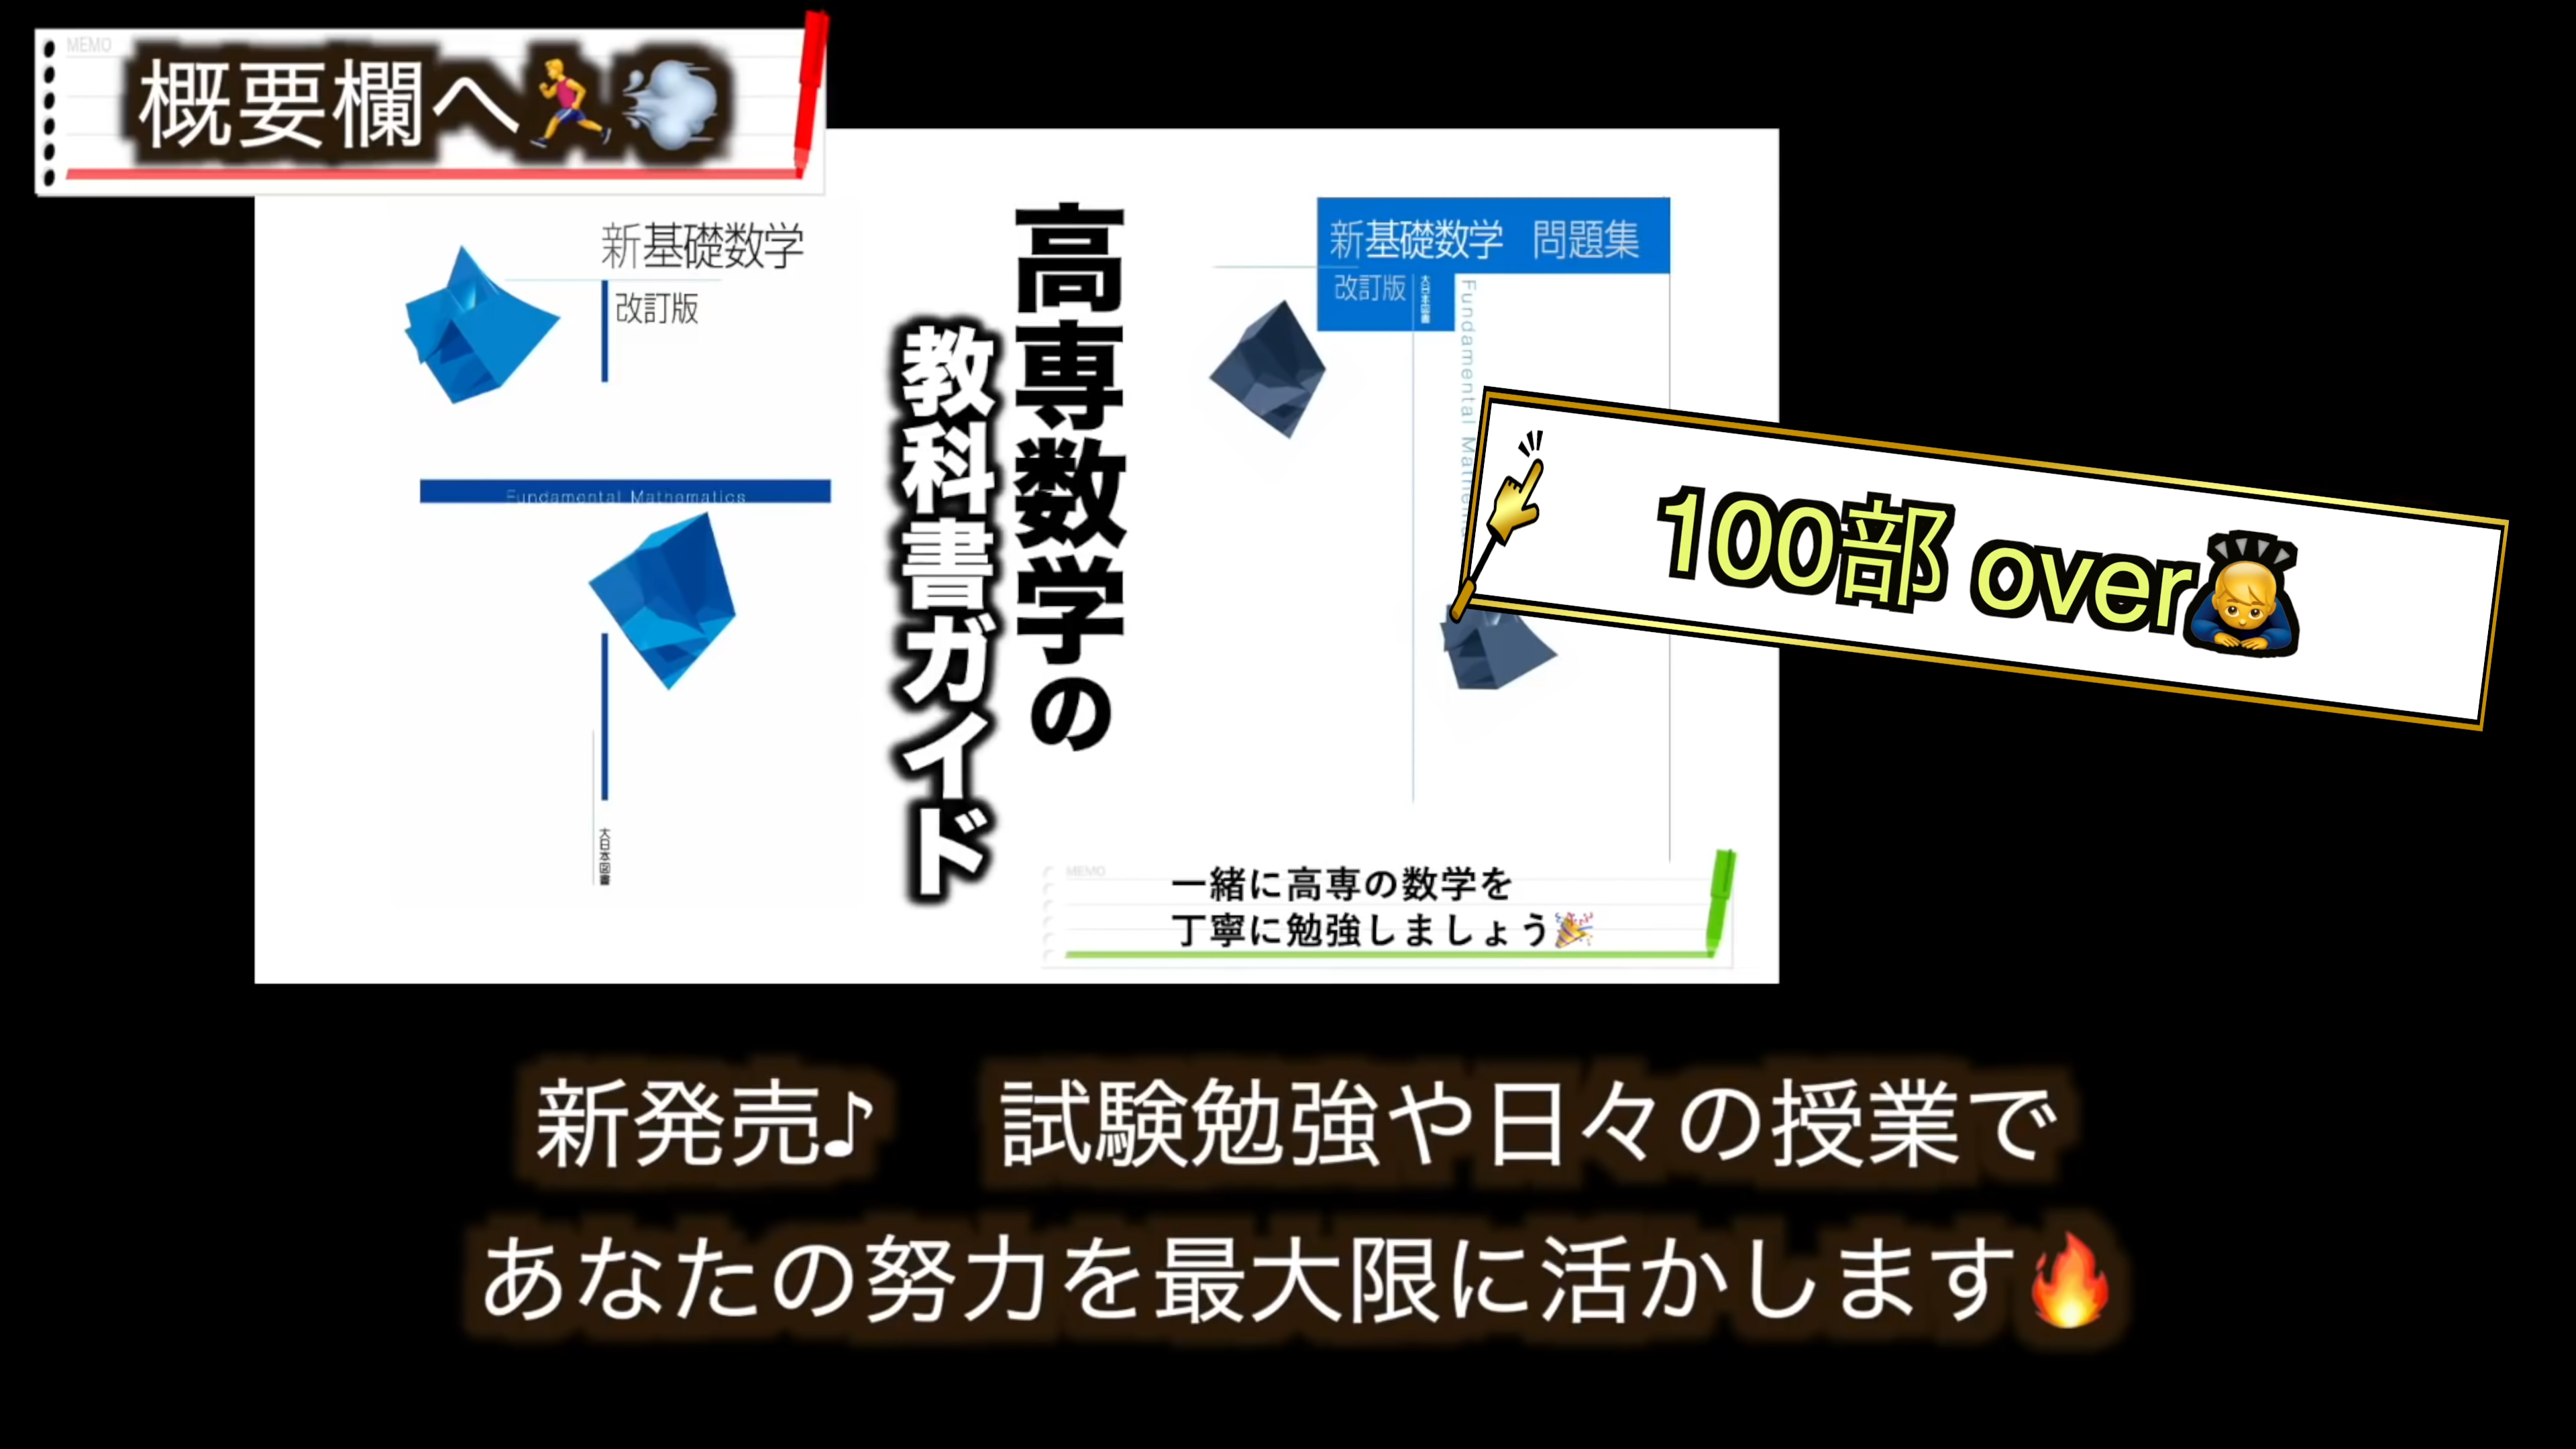 MEMO
概要欄へ🏃💨
新基礎数学
改訂版
Fundamental Mathematics
大日本図書
高専数学の
教科書ガイド
新基礎数学 問題集
改訂版
大日本図書
Fundamental Mathema
100部 over🙇
MEMO
一緒に高専の数学を
丁寧に勉強しましょう🎉
新発売♪ 試験勉強や日々の授業で
あなたの努力を最大限に活かします🔥